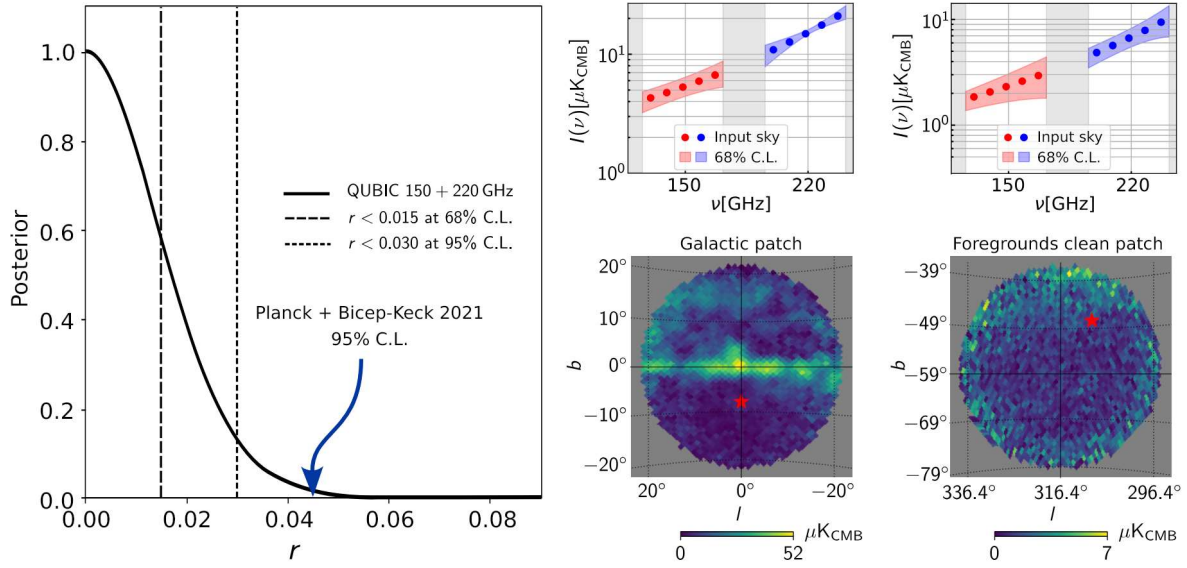 1.0
0.8
0.6
0.4
0.2
0.0
Posterior
0.00 0.02 0.04 0.06 0.08
r
QUBIC 150 + 220 GHz
r < 0.015 at 68% C.L.
r < 0.030 at 95% C.L.
Planck + Bicep-Keck 2021
95% C.L.
I(ν)[μK_CMB]
10¹
10⁰
Input sky
68% C.L.
150 220
ν[GHz]
I(ν)[μK_CMB]
10¹
10⁰
Input sky
68% C.L.
150 220
ν[GHz]
Galactic patch
20°
10°
0°
−10°
−20°
b
20° 0° −20°
l
μK_CMB
0 52
Foregrounds clean patch
−39°
−49°
−59°
−69°
−79°
b
336.4° 316.4° 296.4°
l
μK_CMB
0 7